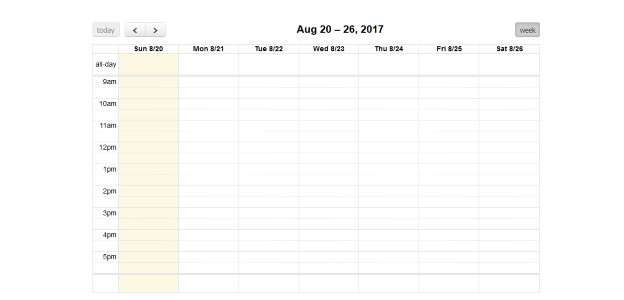 today < > Aug 20 – 26, 2017 week
Sun 8/20 Mon 8/21 Tue 8/22 Wed 8/23 Thu 8/24 Fri 8/25 Sat 8/26
all-day
9am
10am
11am
12pm
1pm
2pm
3pm
4pm
5pm